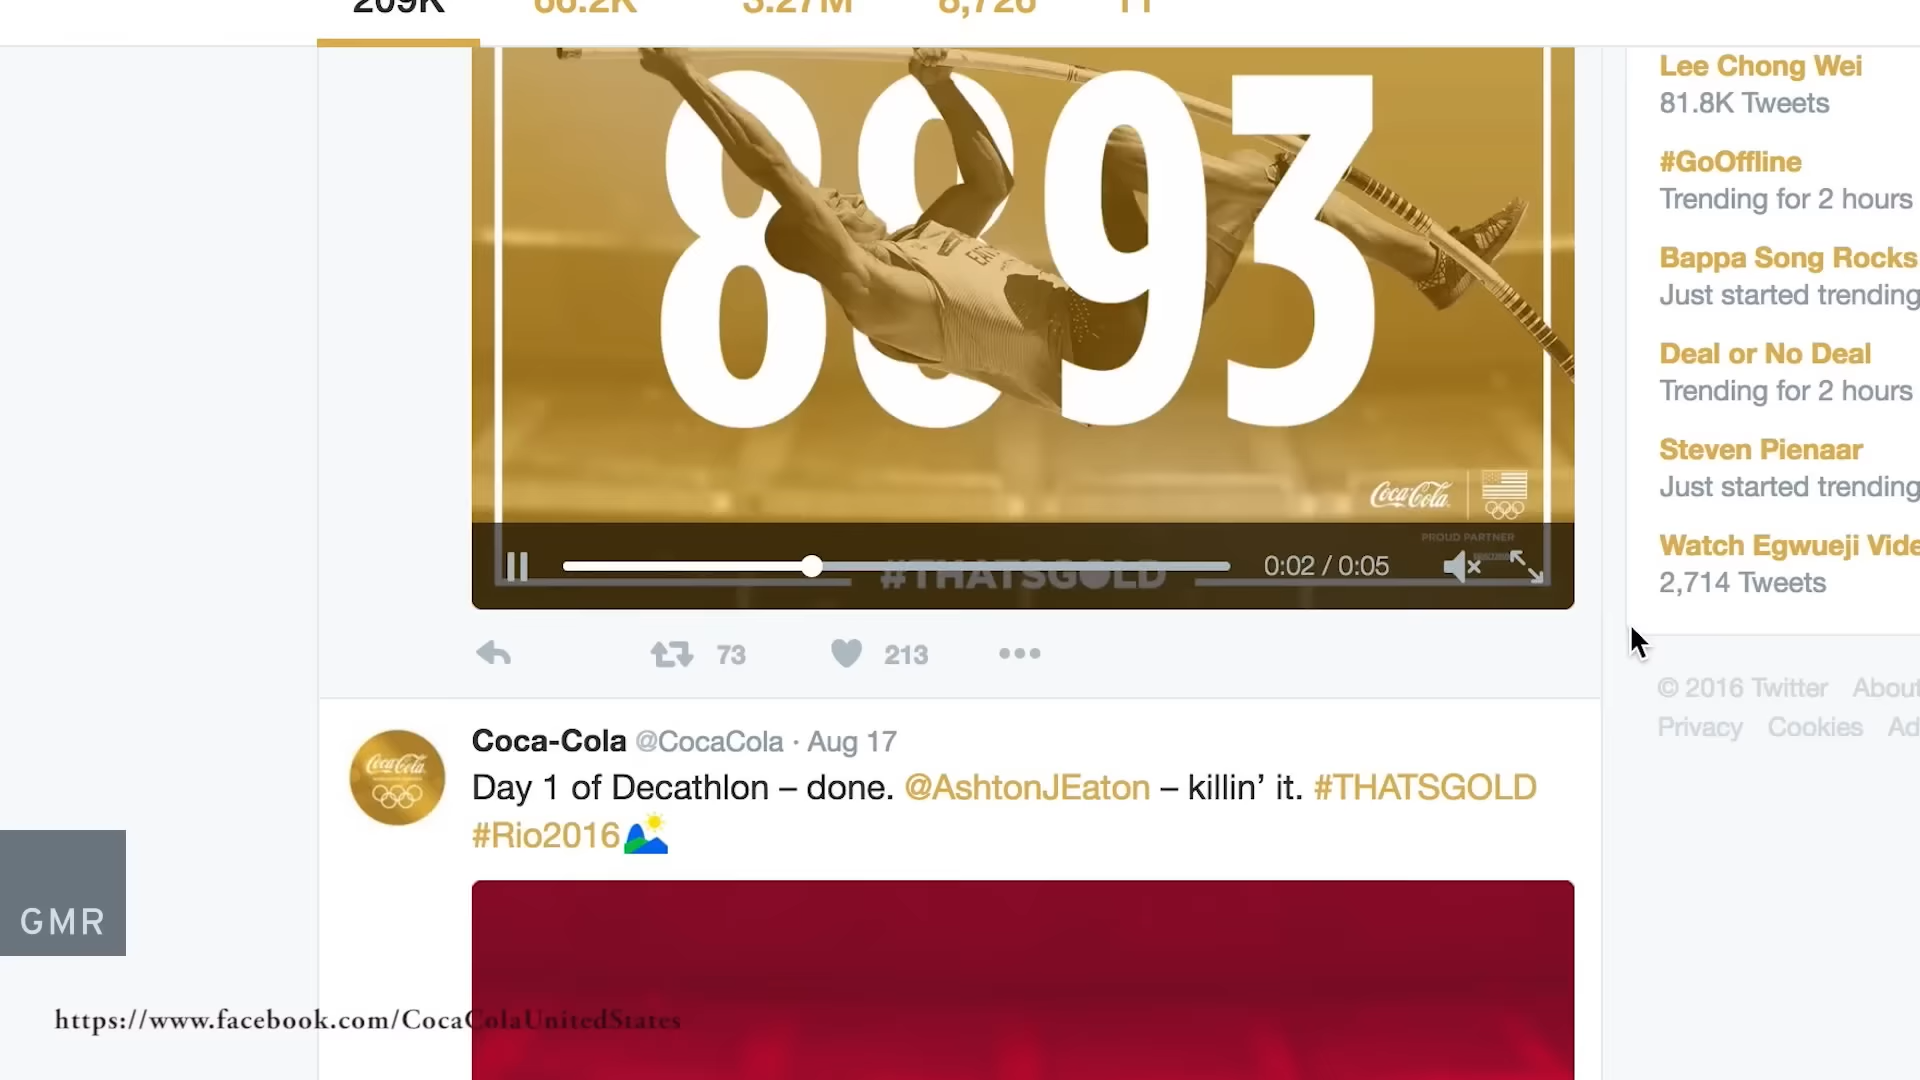 209K 66.2K 3.27M 8,726 11
8893
Coca-Cola
PROUD PARTNER
#THATSGOLD
0:02 / 0:05
73 213
Coca-Cola @CocaCola · Aug 17
Day 1 of Decathlon – done. @AshtonJEaton – killin’ it. #THATSGOLD
#Rio2016
Coca-Cola
Lee Chong Wei
81.8K Tweets
#GoOffline
Trending for 2 hours
Bappa Song Rocks
Just started trending
Deal or No Deal
Trending for 2 hours
Steven Pienaar
Just started trending
Watch Egwueji Vide
2,714 Tweets
© 2016 Twitter About
Privacy Cookies Ad
GMR
https://www.facebook.com/CocaColaUnitedStates